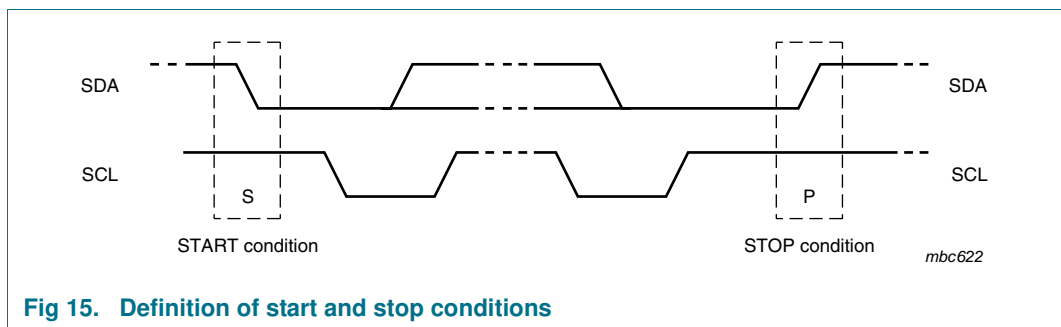 SDA
SDA
SCL
SCL
S
P
START condition
STOP condition
mbc622
Fig 15. Definition of start and stop conditions